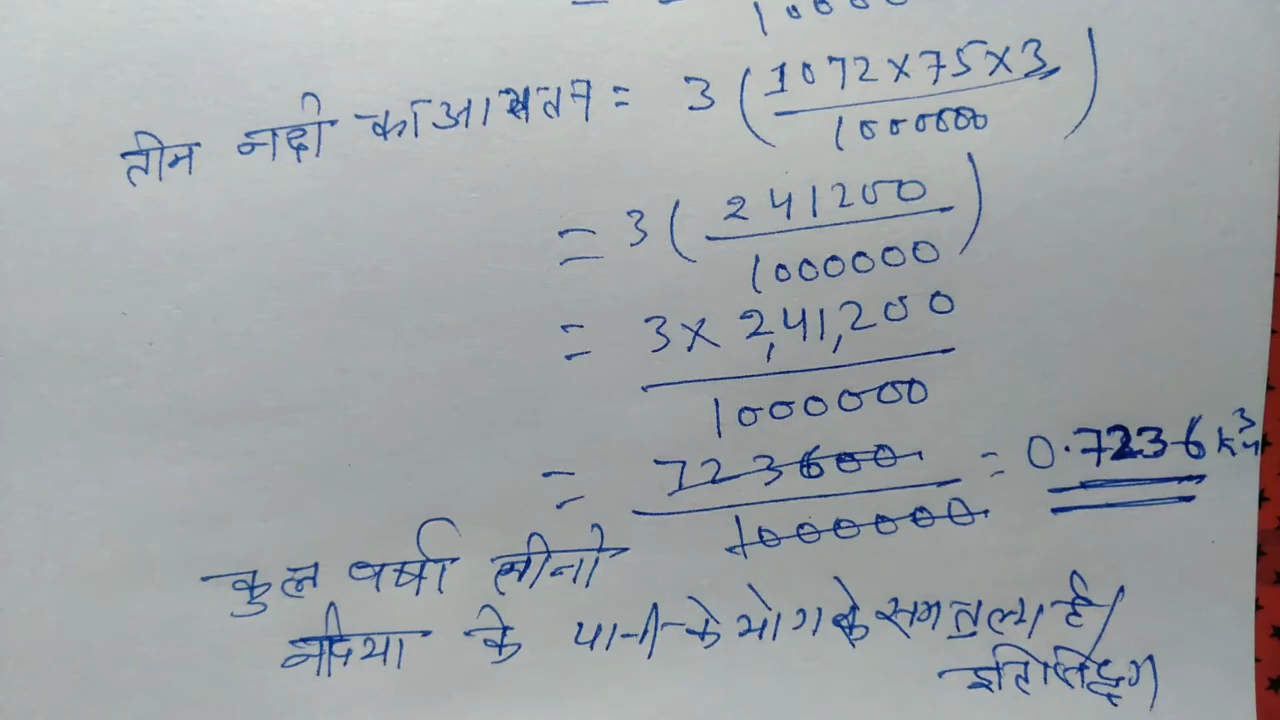 10000
तीन नदी का आयतन = 3 ( 1072 × 75 × 3 / 1000000 )
= 3 ( 241200 / 1000000 )
= 3 × 2,41,200 / 1000000
= 723600 / 1000000 = 0.7236 km³
कुल वर्षा तीनो
नदियो के पानी के योग के समतुल्य है।
इतिसिद्धम